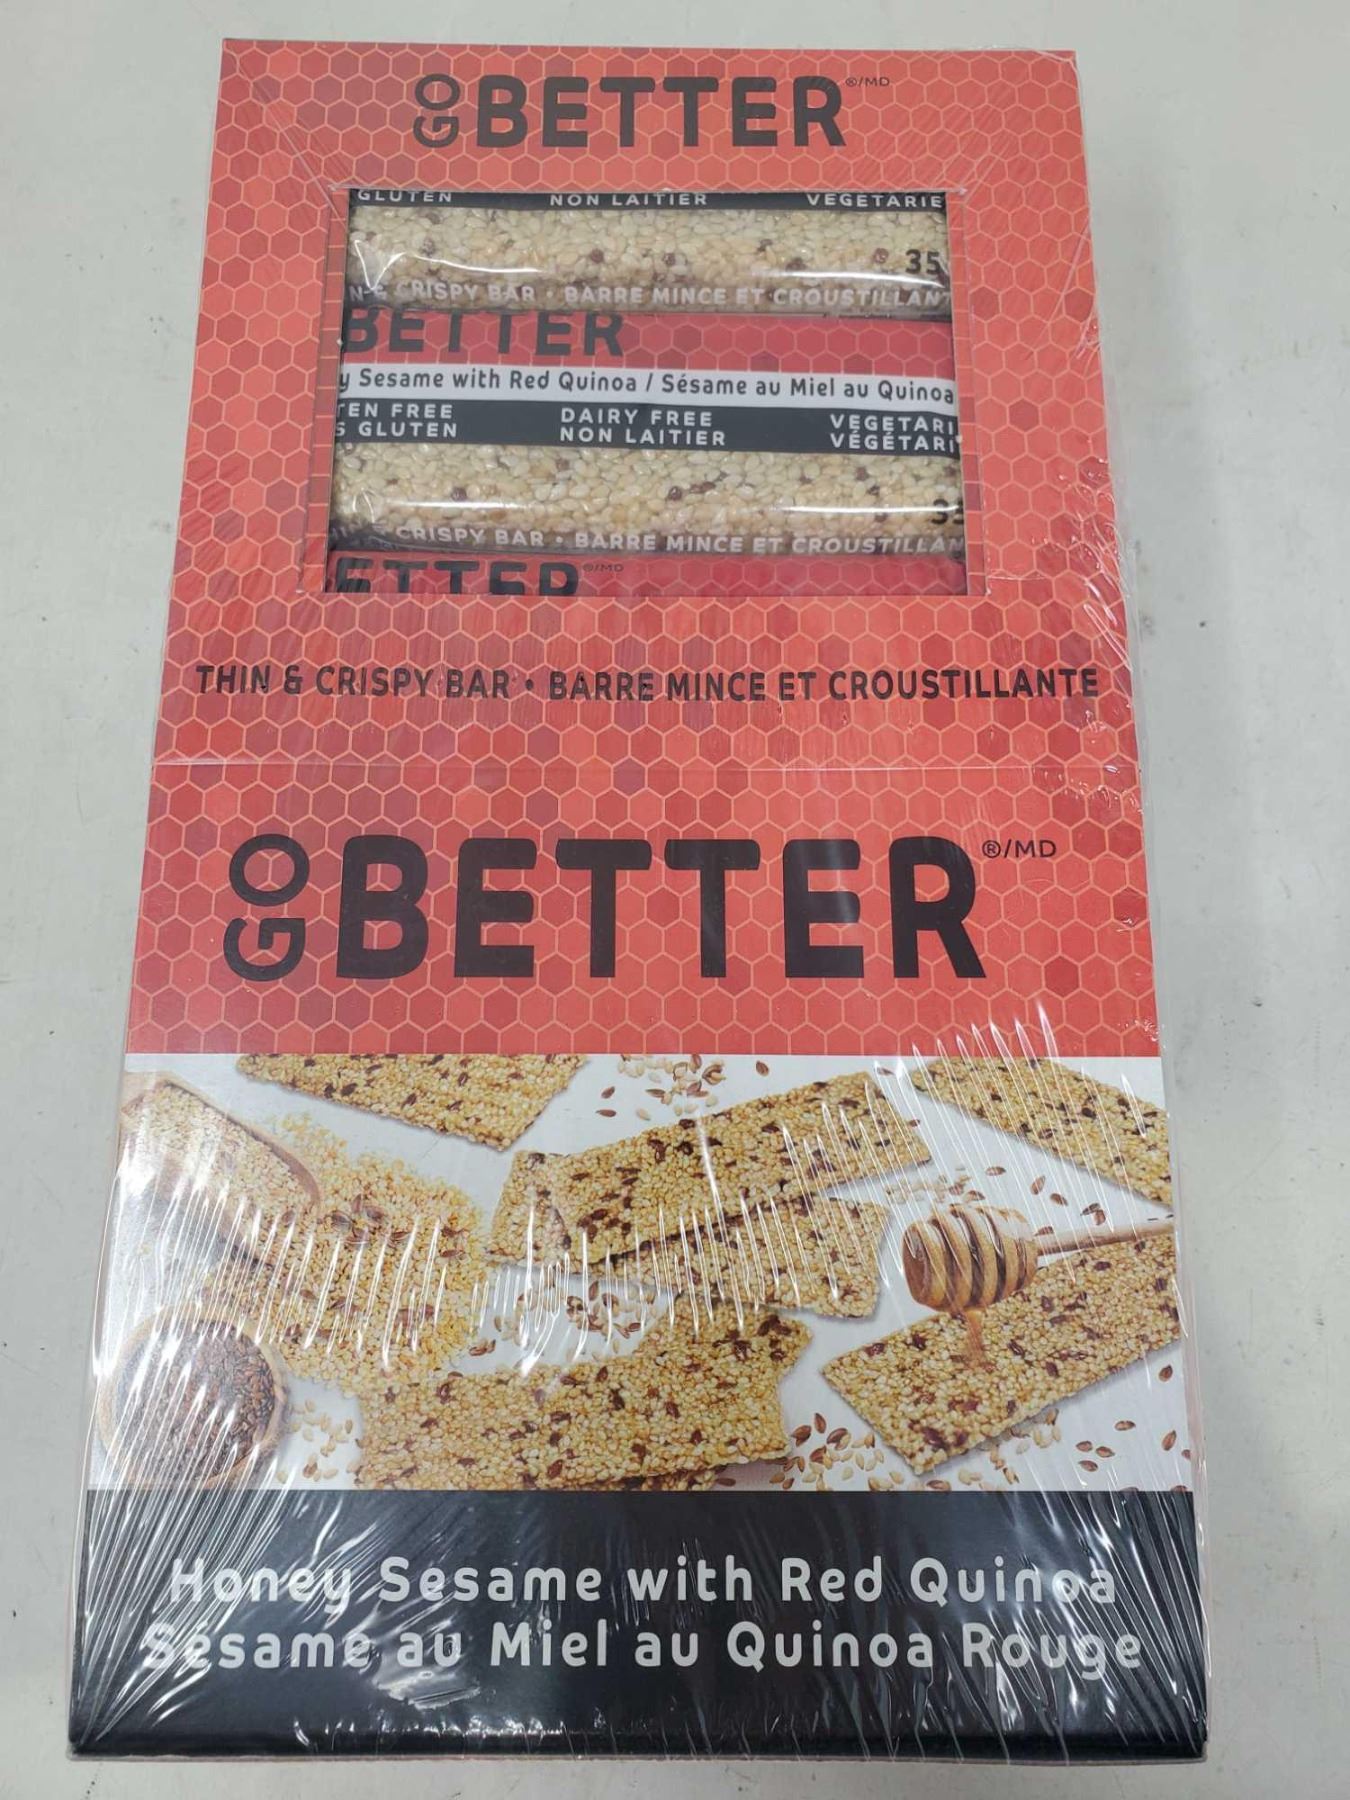 GO BETTER ®/MD
GLUTEN NON LAITIER VEGETARIE
35
N & CRISPY BAR • BARRE MINCE ET CROUSTILLANT
BETTER
y Sesame with Red Quinoa / Sésame au Miel au Quinoa
TEN FREE DAIRY FREE VEGETARI
S GLUTEN NON LAITIER VÉGÉTARI
35
CRISPY BAR • BARRE MINCE ET CROUSTILLAN
ETTER ®/MD
THIN & CRISPY BAR • BARRE MINCE ET CROUSTILLANTE
GO BETTER ®/MD
Honey Sesame with Red Quinoa
Sésame au Miel au Quinoa Rouge